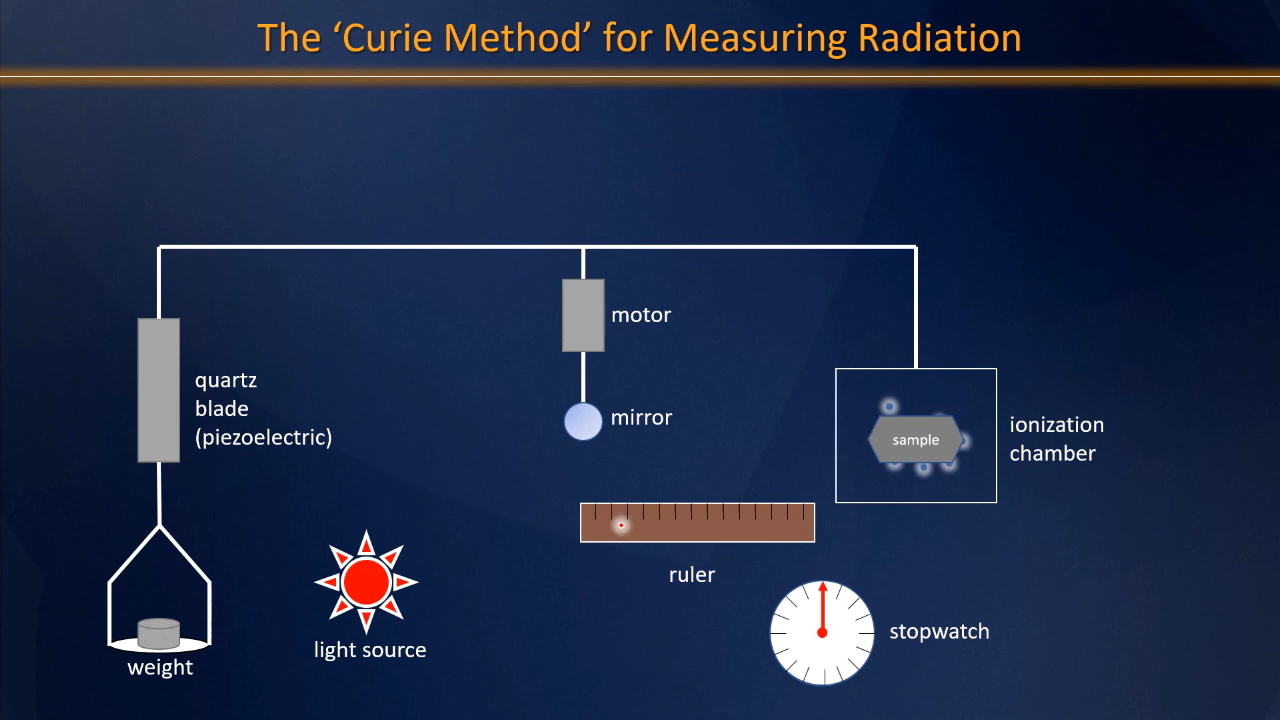 The ‘Curie Method’ for Measuring Radiation
motor
quartz
blade
(piezoelectric)
mirror
sample
ionization
chamber
ruler
stopwatch
light source
weight